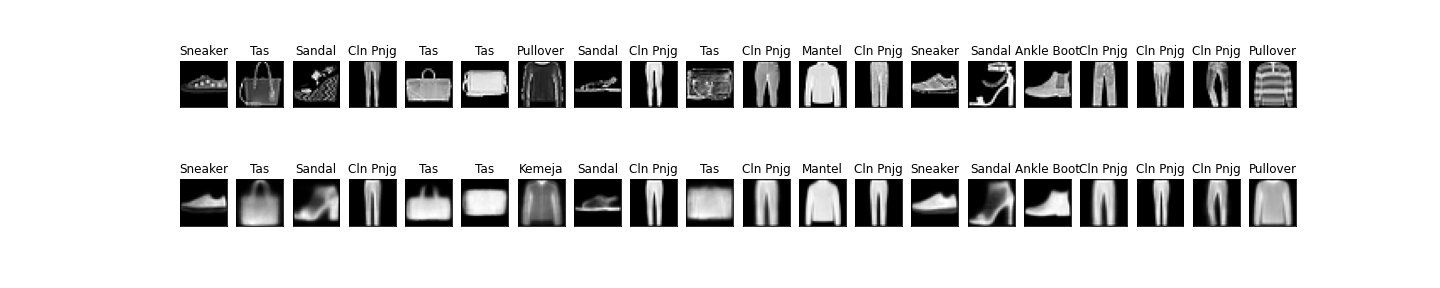 Sneaker Tas Sandal Cln Pnjg Tas Tas Pullover Sandal Cln Pnjg Tas Cln Pnjg Mantel Cln Pnjg Sneaker Sandal Ankle Boot Cln Pnjg Cln Pnjg Cln Pnjg Pullover
Sneaker Tas Sandal Cln Pnjg Tas Tas Kemeja Sandal Cln Pnjg Tas Cln Pnjg Mantel Cln Pnjg Sneaker Sandal Ankle Boot Cln Pnjg Cln Pnjg Cln Pnjg Pullover